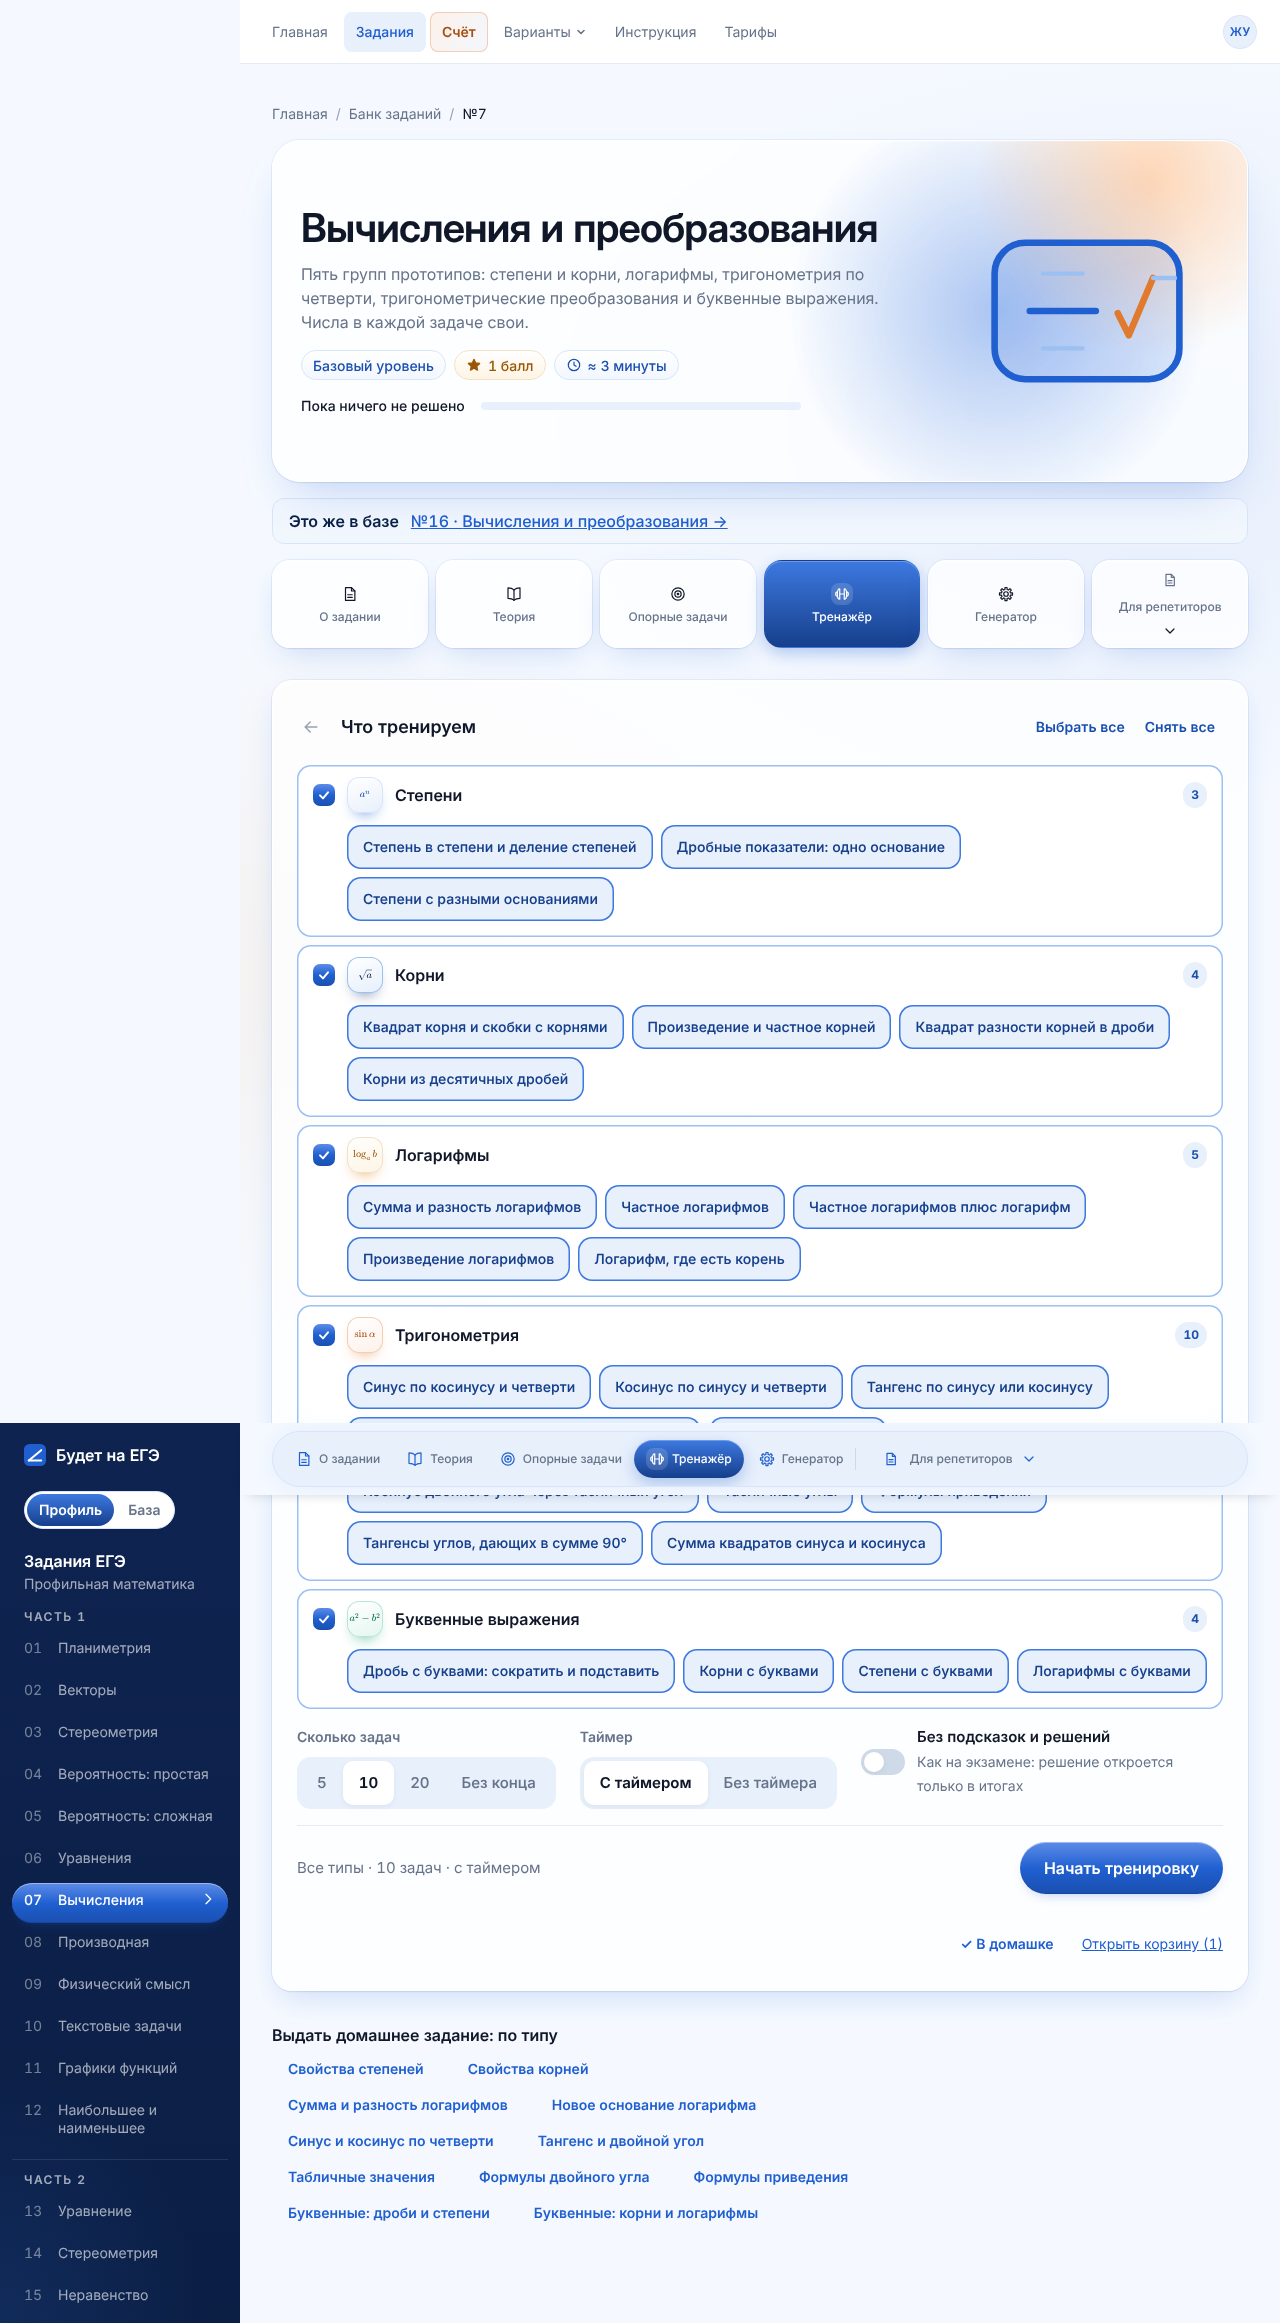 Главная Задания Счёт Варианты Инструкция Тарифы ЖУ
Главная / Банк заданий / №7
Вычисления и преобразования
Пять групп прототипов: степени и корни, логарифмы, тригонометрия по
четверти, тригонометрические преобразования и буквенные выражения.
Числа в каждой задаче свои.
Базовый уровень 1 балл ≈ 3 минуты
Пока ничего не решено
Это же в базе №16 · Вычисления и преобразования →
О задании Теория Опорные задачи Тренажёр Генератор Для репетиторов
Что тренируем Выбрать все Снять все
aⁿ Степени 3
Степень в степени и деление степеней Дробные показатели: одно основание
Степени с разными основаниями
√a Корни 4
Квадрат корня и скобки с корнями Произведение и частное корней Квадрат разности корней в дроби
Корни из десятичных дробей
logₐ b Логарифмы 5
Сумма и разность логарифмов Частное логарифмов Частное логарифмов плюс логарифм
Произведение логарифмов Логарифм, где есть корень
sin α Тригонометрия 10
Синус по косинусу и четверти Косинус по синусу и четверти Тангенс по синусу или косинусу
О задании Теория Опорные задачи Тренажёр Генератор Для репетиторов
Тангенсы углов, дающих в сумме 90° Сумма квадратов синуса и косинуса
a² − b² Буквенные выражения 4
Дробь с буквами: сократить и подставить Корни с буквами Степени с буквами Логарифмы с буквами
Сколько задач
5 10 20 Без конца
Таймер
С таймером Без таймера
Без подсказок и решений
Как на экзамене: решение откроется
только в итогах
Все типы · 10 задач · с таймером Начать тренировку
✓ В домашке Открыть корзину (1)
Выдать домашнее задание: по типу
Свойства степеней Свойства корней
Сумма и разность логарифмов Новое основание логарифма
Синус и косинус по четверти Тангенс и двойной угол
Табличные значения Формулы двойного угла Формулы приведения
Буквенные: дроби и степени Буквенные: корни и логарифмы
Будет на ЕГЭ
Профиль База
Задания ЕГЭ
Профильная математика
ЧАСТЬ 1
01 Планиметрия
02 Векторы
03 Стереометрия
04 Вероятность: простая
05 Вероятность: сложная
06 Уравнения
07 Вычисления
08 Производная
09 Физический смысл
10 Текстовые задачи
11 Графики функций
12 Наибольшее и
наименьшее
ЧАСТЬ 2
13 Уравнение
14 Стереометрия
15 Неравенство